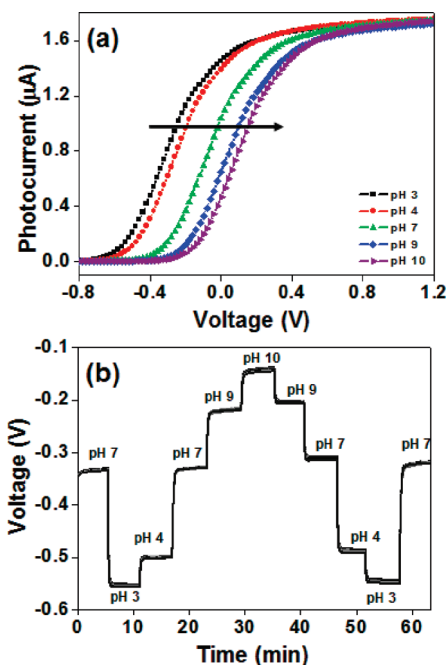 (a)
Photocurrent (μA)
1.6
1.2
0.8
0.4
0.0
pH 3
pH 4
pH 7
pH 9
pH 10
-0.8 -0.4 0.0 0.4 0.8 1.2
Voltage (V)
(b)
Voltage (V)
-0.1
-0.2
-0.3
-0.4
-0.5
-0.6
pH 7
pH 3
pH 4
pH 7
pH 9
pH 10
pH 9
pH 7
pH 4
pH 3
pH 7
0 10 20 30 40 50 60
Time (min)